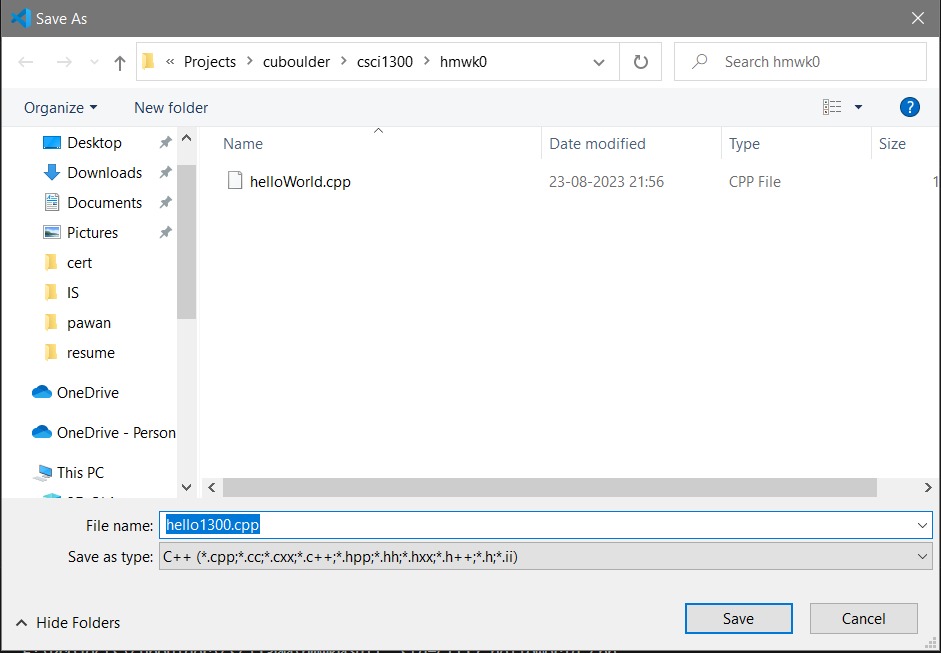 Save As
« Projects > cuboulder > csci1300 > hmwk0
Search hmwk0
Organize
New folder
?
Name
Date modified
Type
Size
helloWorld.cpp
23-08-2023 21:56
CPP File
1
Desktop
Downloads
Documents
Pictures
cert
IS
pawan
resume
OneDrive
OneDrive - Person
This PC
File name: hello1300.cpp
Save as type: C++ (*.cpp;*.cc;*.cxx;*.c++;*.hpp;*.hh;*.hxx;*.h++;*.h;*.ii)
Hide Folders
Save
Cancel